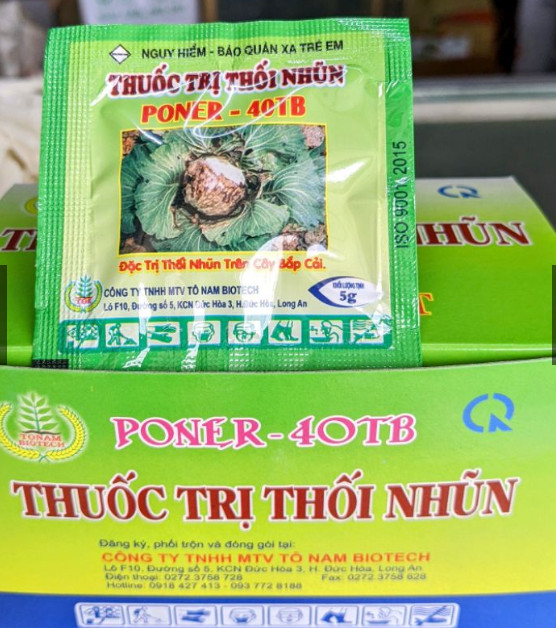 NGUY HIỂM - BẢO QUẢN XA TRẺ EM
THUỐC TRỊ THỐI NHŨN
PONER - 40TB
ISO 9001 2015
Đặc Trị Thối Nhũn Trên Cây Bắp Cải.
CÔNG TY TNHH MTV TÔ NAM BIOTECH
Lô F10, Đường số 5, KCN Đức Hòa 3, H.Đức Hòa, Long An
KHỐI LƯỢNG TỊNH
5g
NHŨN
TONAM
BIOTECH
PONER-40TB
THUỐC TRỊ THỐI NHŨN
Đăng ký, phối trộn và đóng gói tại:
CÔNG TY TNHH MTV TÔ NAM BIOTECH
Lô F10, Đường số 5, KCN Đức Hòa 3, H. Đức Hòa, Long An
Điện thoại: 0272.3758 728 Fax: 0272.3758 628
Hotline: 0918 427 413 - 093 772 8188